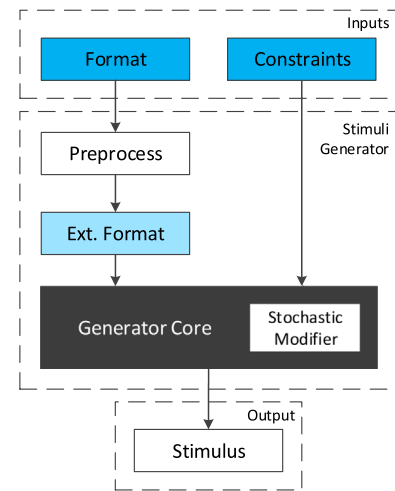 Inputs
Format
Constraints
Stimuli
Generator
Preprocess
Ext. Format
Generator Core
Stochastic
Modifier
Output
Stimulus